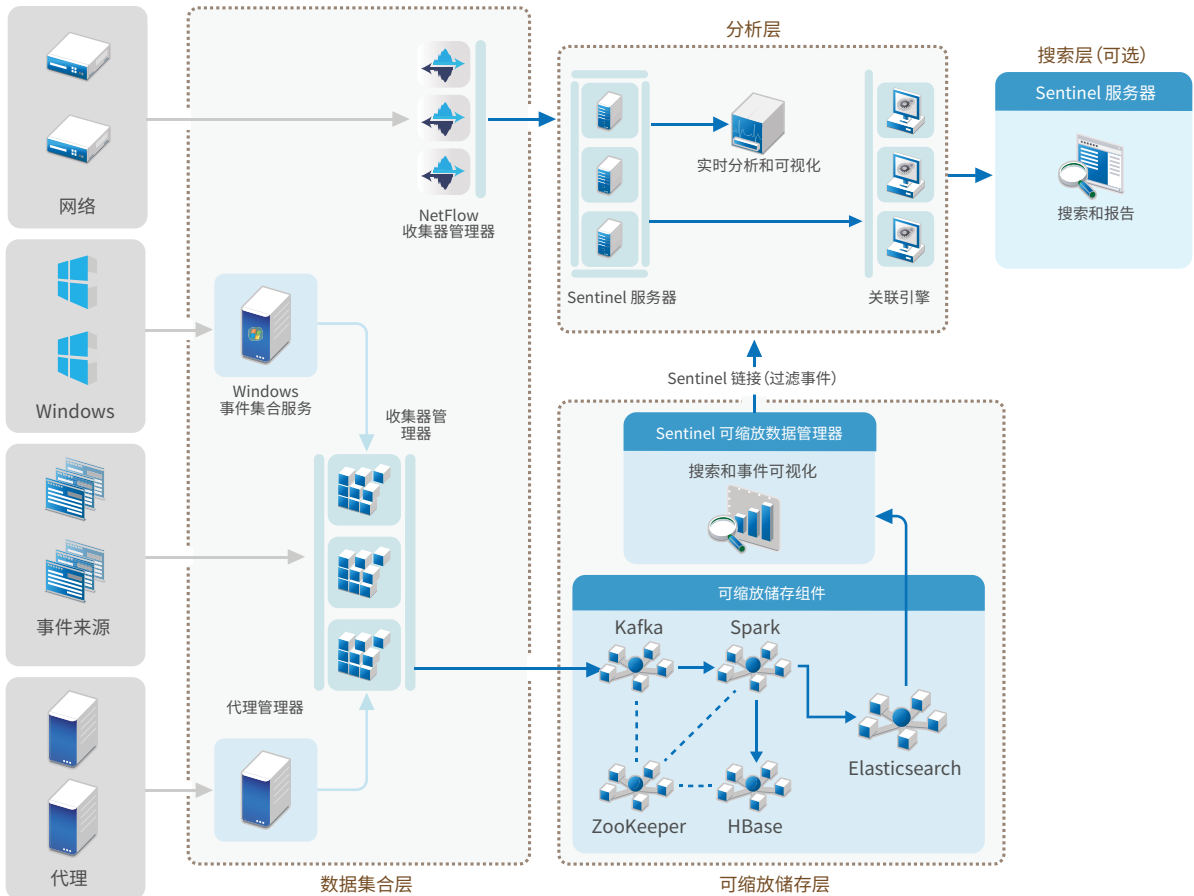 网络
Windows
事件来源
代理
NetFlow
收集器管理器
Windows
事件集合服务
收集器管
理器
代理管理器
数据集合层
分析层
实时分析和可视化
Sentinel 服务器
关联引擎
搜索层(可选)
Sentinel 服务器
搜索和报告
Sentinel 链接(过滤事件)
Sentinel 可缩放数据管理器
搜索和事件可视化
可缩放储存组件
Kafka
Spark
Elasticsearch
ZooKeeper
HBase
可缩放储存层